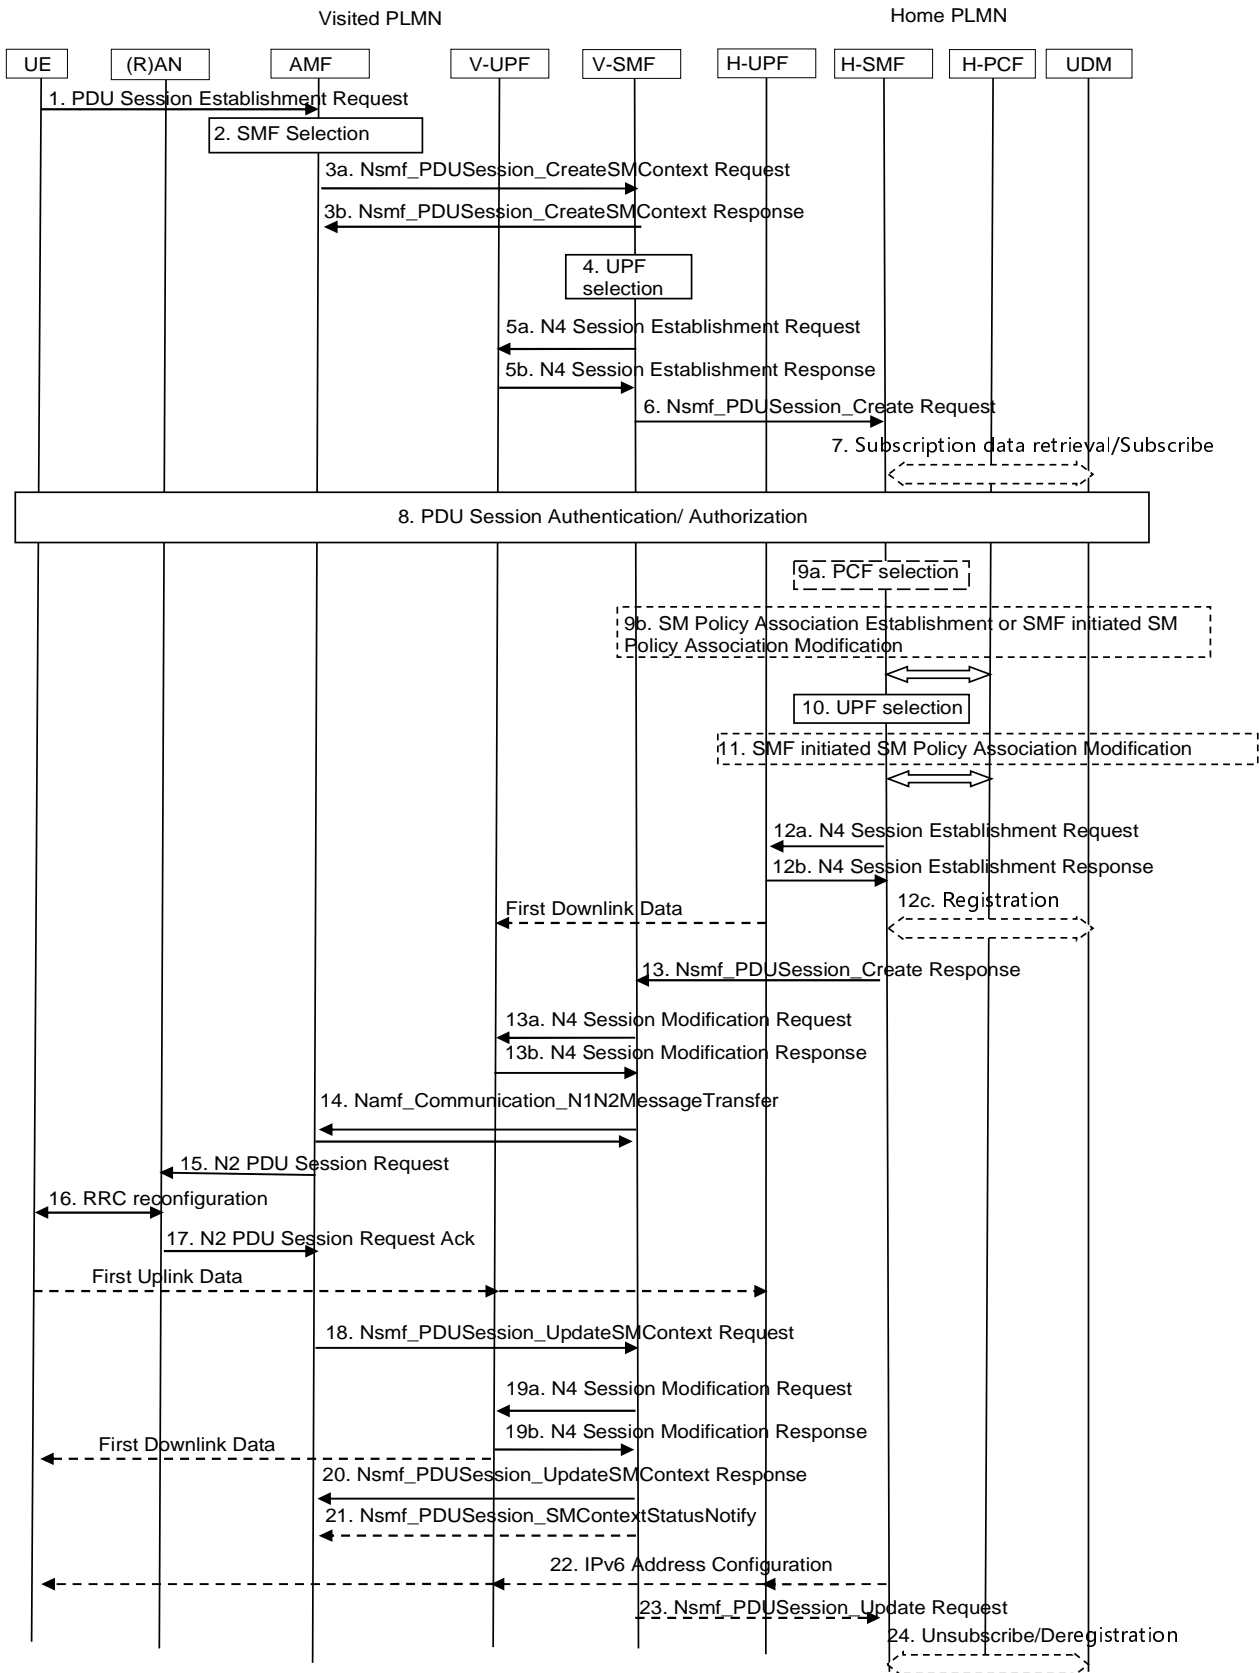 Visited PLMN
Home PLMN
UE
(R)AN
AMF
V-UPF
V-SMF
H-UPF
H-SMF
H-PCF
UDM
1. PDU Session Establishment Request
2. SMF Selection
3a. Nsmf_PDUSession_CreateSMContext Request
3b. Nsmf_PDUSession_CreateSMContext Response
4. UPF
selection
5a. N4 Session Establishment Request
5b. N4 Session Establishment Response
6. Nsmf_PDUSession_Create Request
7. Subscription data retrieval/Subscribe
8. PDU Session Authentication/ Authorization
9a. PCF selection
9b. SM Policy Association Establishment or SMF initiated SM
Policy Association Modification
10. UPF selection
11. SMF initiated SM Policy Association Modification
12a. N4 Session Establishment Request
12b. N4 Session Establishment Response
12c. Registration
First Downlink Data
13. Nsmf_PDUSession_Create Response
13a. N4 Session Modification Request
13b. N4 Session Modification Response
14. Namf_Communication_N1N2MessageTransfer
15. N2 PDU Session Request
16. RRC reconfiguration
17. N2 PDU Session Request Ack
First Uplink Data
18. Nsmf_PDUSession_UpdateSMContext Request
19a. N4 Session Modification Request
19b. N4 Session Modification Response
First Downlink Data
20. Nsmf_PDUSession_UpdateSMContext Response
21. Nsmf_PDUSession_SMContextStatusNotify
22. IPv6 Address Configuration
23. Nsmf_PDUSession_Update Request
24. Unsubscribe/Deregistration